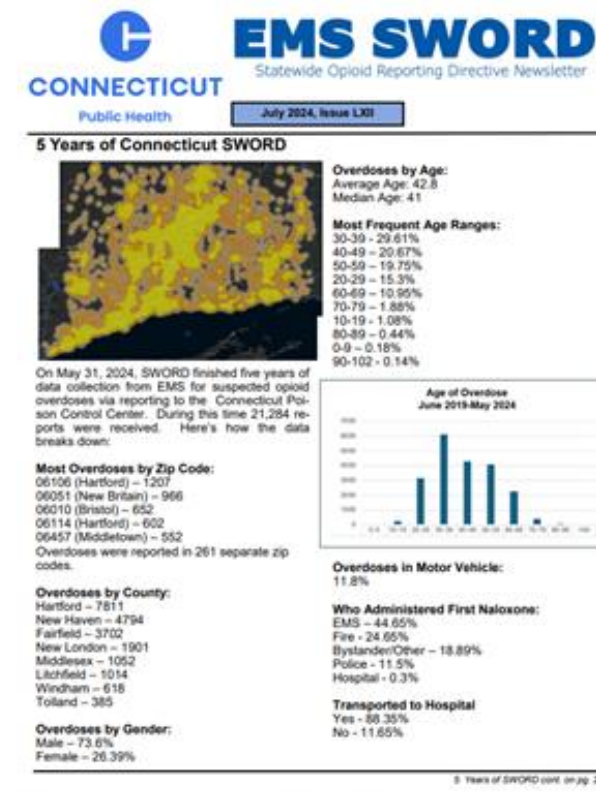 CONNECTICUT
Public Health
EMS SWORD
Statewide Opioid Reporting Directive Newsletter
July 2024, Issue LXII
5 Years of Connecticut SWORD
On May 31, 2024, SWORD finished five years of
data collection from EMS for suspected opioid
overdoses via reporting to the Connecticut Poi-
son Control Center. During this time 21,284 re-
ports were received. Here's how the data
breaks down:
Most Overdoses by Zip Code:
06106 (Hartford) – 1207
06051 (New Britain) – 966
06010 (Bristol) – 652
06114 (Hartford) – 602
06457 (Middletown) – 552
Overdoses were reported in 261 separate zip
codes.
Overdoses by County:
Hartford – 7811
New Haven – 4794
Fairfield – 3702
New London – 1901
Middlesex – 1052
Litchfield – 1014
Windham – 618
Tolland – 385
Overdoses by Gender:
Male – 73.6%
Female – 26.39%
Overdoses by Age:
Average Age: 42.8
Median Age: 41
Most Frequent Age Ranges:
30-39 - 29.61%
40-49 – 20.67%
50-59 – 19.75%
20-29 – 15.3%
60-69 – 10.95%
70-79 – 1.88%
10-19 - 1.08%
80-89 – 0.44%
0-9 – 0.18%
90-102 - 0.14%
Age of Overdose
June 2019-May 2024
Overdoses in Motor Vehicle:
11.8%
Who Administered First Naloxone:
EMS – 44.65%
Fire - 24.65%
Bystander/Other – 18.89%
Police - 11.5%
Hospital - 0.3%
Transported to Hospital
Yes - 88.35%
No - 11.65%
5 Years of SWORD cont. on pg. 2